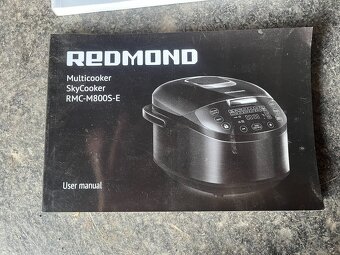 REDMOND
Multicooker
SkyCooker
RMC-M800S-E
User manual